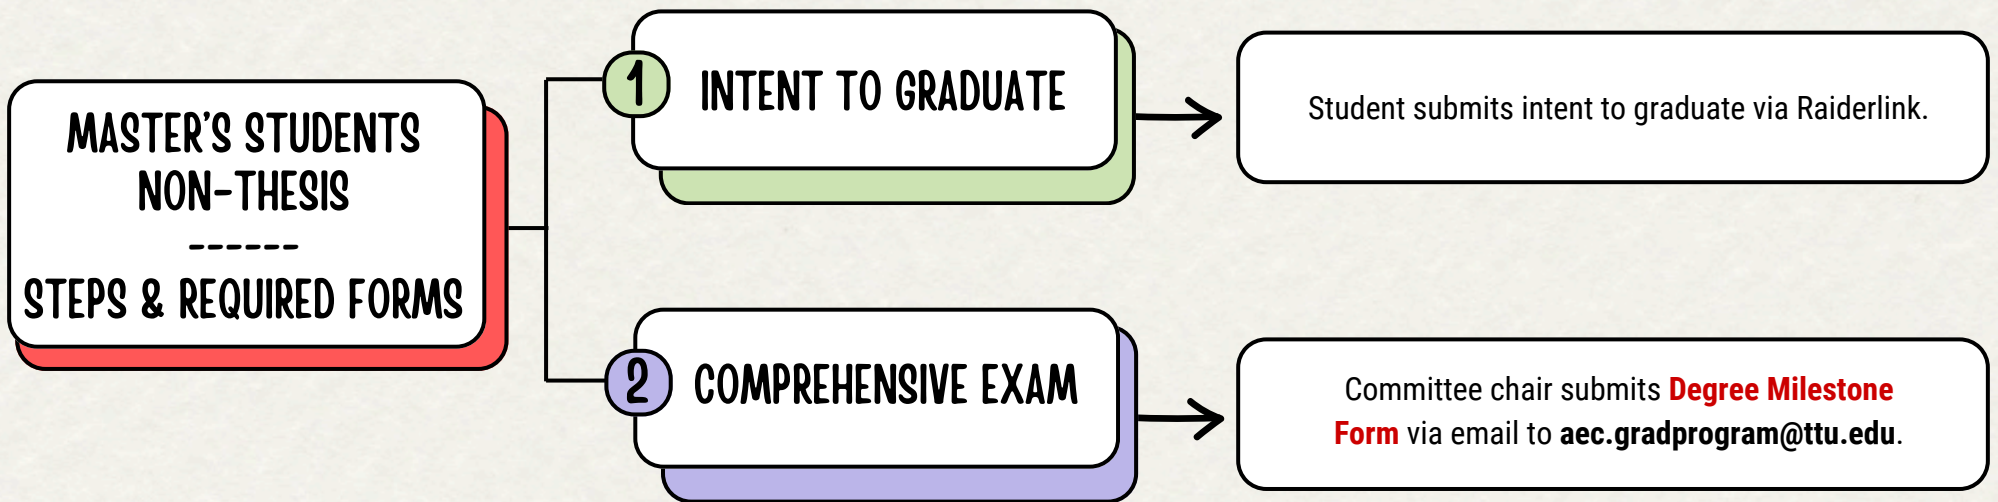 MASTER'S STUDENTS
NON-THESIS
------
STEPS & REQUIRED FORMS
1
INTENT TO GRADUATE
Student submits intent to graduate via Raiderlink.
2
COMPREHENSIVE EXAM
Committee chair submits Degree Milestone
Form via email to aec.gradprogram@ttu.edu.